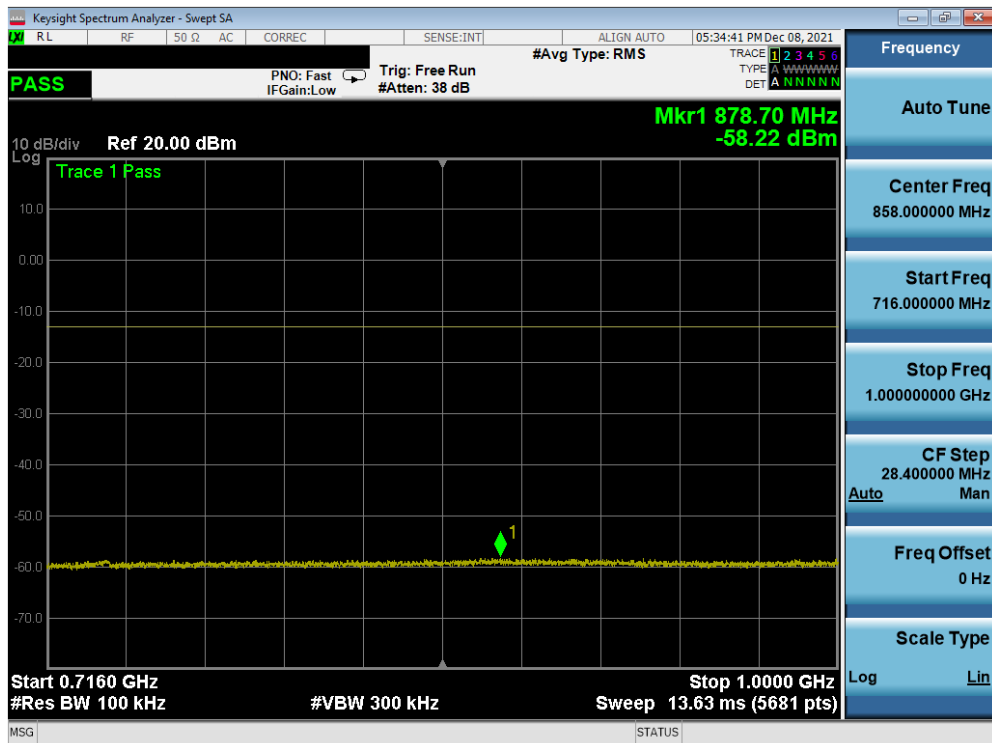 Keysight Spectrum Analyzer - Swept SA
LXI RL RF 50 Ω AC CORREC SENSE:INT ALIGN AUTO 05:34:41 PM Dec 08, 2021
PASS
PNO: Fast
IFGain:Low
Trig: Free Run
#Atten: 38 dB
#Avg Type: RMS
TRACE 1 2 3 4 5 6
TYPE A WWWWW
DET A N N N N N
Mkr1 878.70 MHz
-58.22 dBm
10 dB/div Ref 20.00 dBm
Log
Trace 1 Pass
10.0
0.00
-10.0
-20.0
-30.0
-40.0
-50.0
-60.0
-70.0
1
Start 0.7160 GHz Stop 1.0000 GHz
#Res BW 100 kHz #VBW 300 kHz Sweep 13.63 ms (5681 pts)
MSG STATUS
Frequency
Auto Tune
Center Freq
858.000000 MHz
Start Freq
716.000000 MHz
Stop Freq
1.000000000 GHz
CF Step
28.400000 MHz
Auto Man
Freq Offset
0 Hz
Scale Type
Log Lin